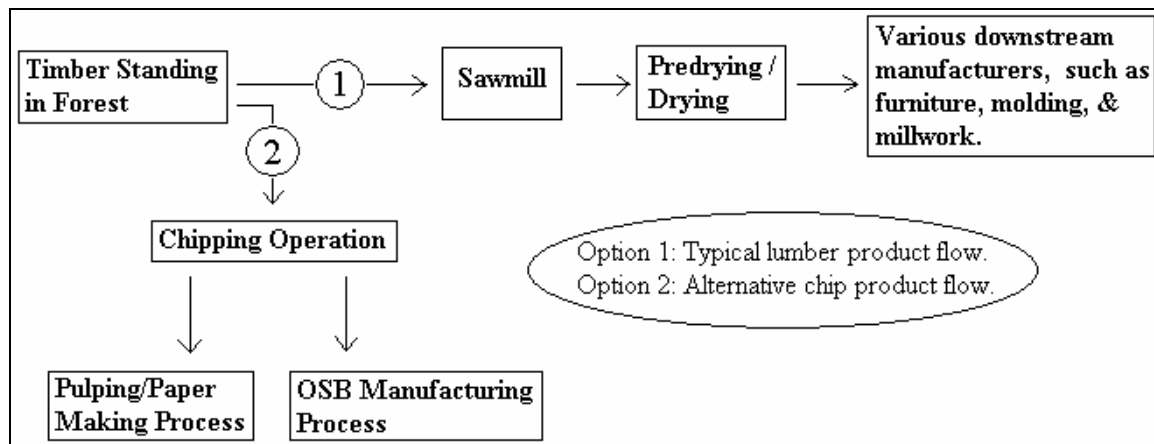 Timber Standing
in Forest
1
Sawmill
Predrying /
Drying
Various downstream
manufacturers, such as
furniture, molding, &
millwork.
2
Chipping Operation
Option 1: Typical lumber product flow.
Option 2: Alternative chip product flow.
Pulping/Paper
Making Process
OSB Manufacturing
Process